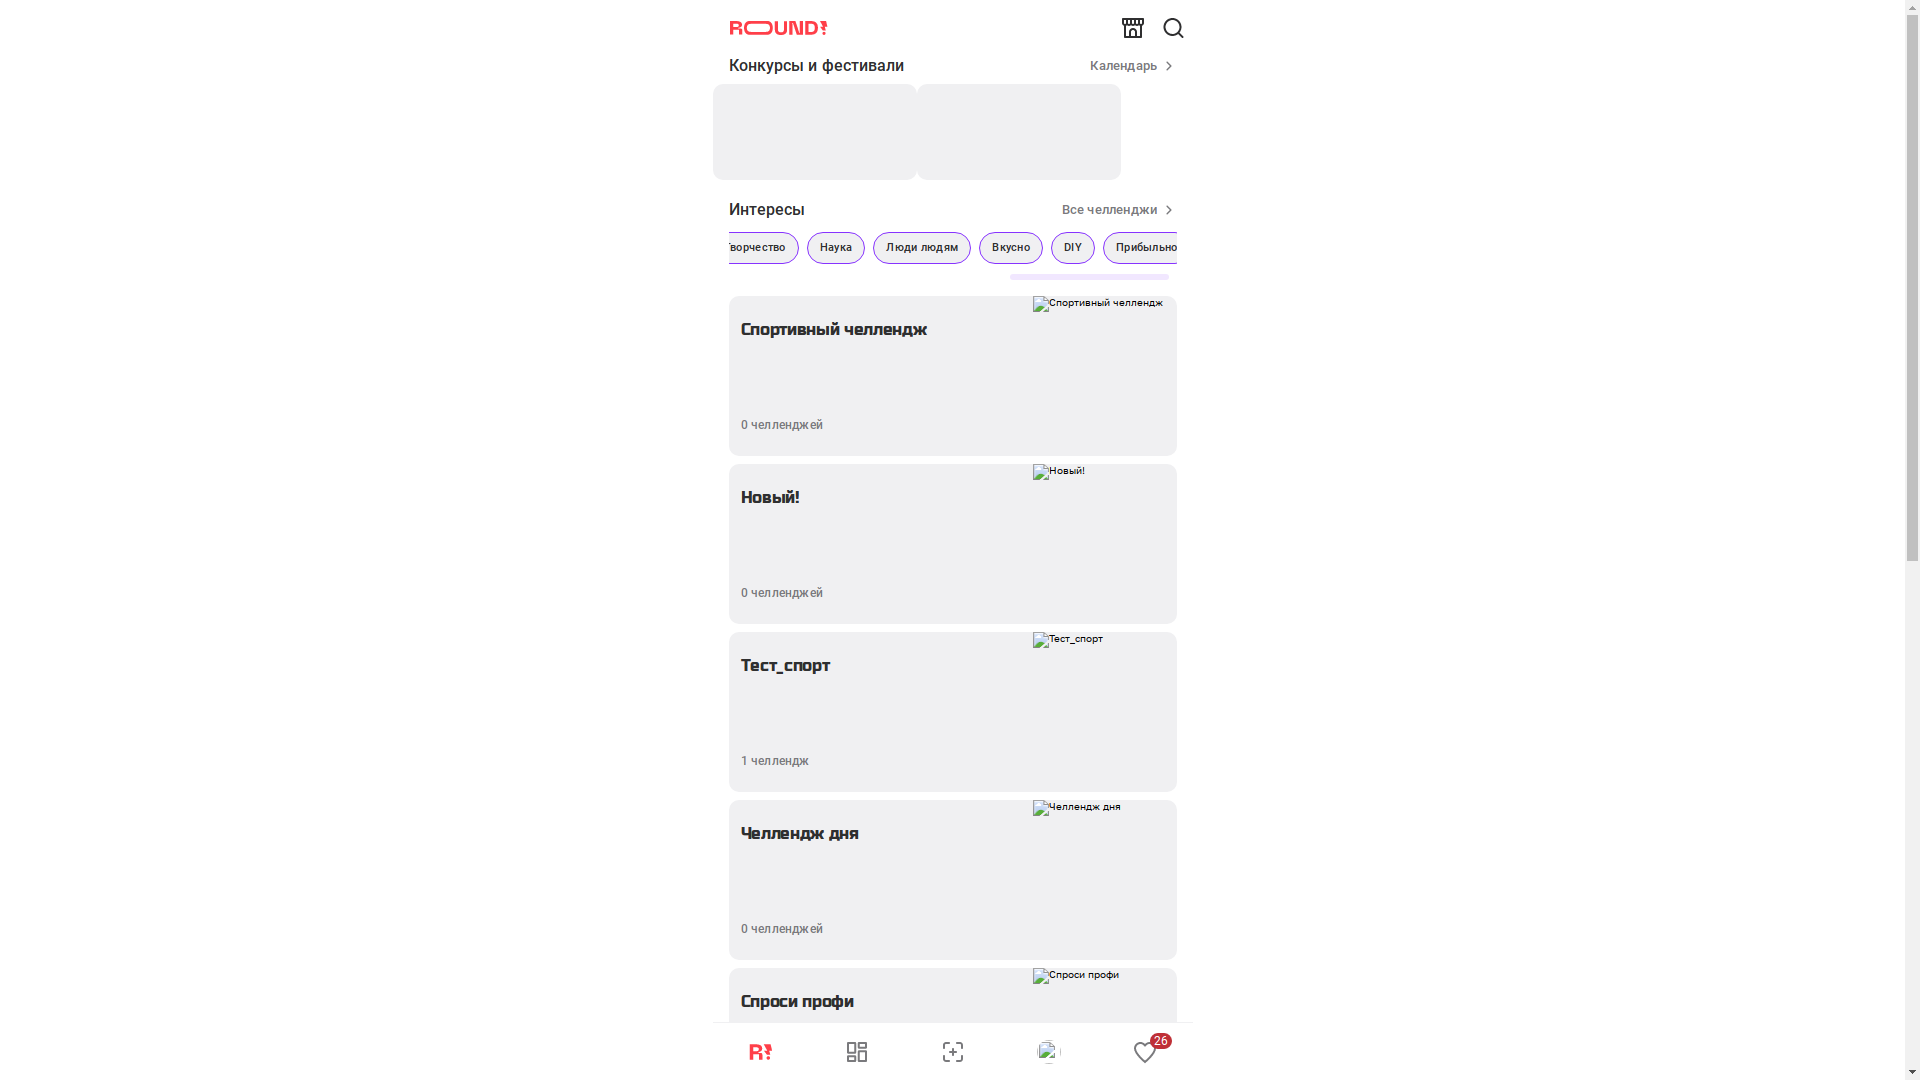 ROUND!
Конкурсы и фестивали
Календарь
Интересы
Все челленджи
Творчество
Наука
Люди людям
Вкусно
DIY
Прибыльно
Спортивный челлендж
Спортивный челлендж
0 челленджей
Новый!
Новый!
0 челленджей
Тест_спорт
Тест_спорт
1 челлендж
Челлендж дня
Челлендж дня
0 челленджей
Спроси профи
Спроси профи
R!
26